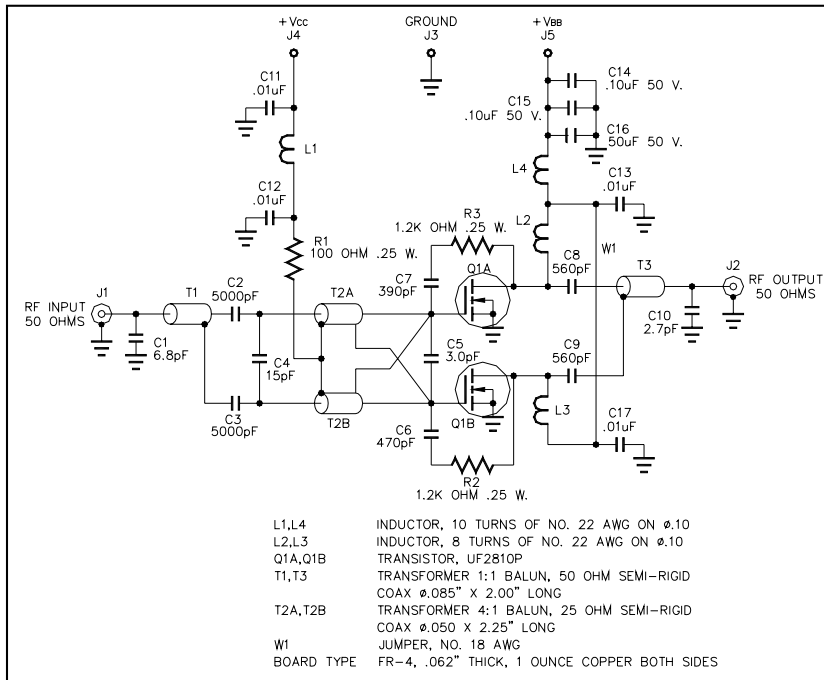 +Vcc
J4
GROUND
J3
+VBB
J5
C11
.01uF
C14
.10uF 50 V.
C15
.10uF 50 V.
C16
50uF 50 V.
L1
L4
C12
.01uF
C13
.01uF
R3
1.2K OHM .25 W.
L2
W1
R1
100 OHM .25 W.
Q1A
C8
560pF
T3
J2
RF OUTPUT
50 OHMS
J1
RF INPUT
50 OHMS
T1
C2
5000pF
T2A
C7
390pF
C1
6.8pF
C4
15pF
C5
3.0pF
C10
2.7pF
C9
560pF
C3
5000pF
T2B
Q1B
L3
C6
470pF
C17
.01uF
R2
1.2K OHM .25 W.
L1,L4 INDUCTOR, 10 TURNS OF NO. 22 AWG ON ø.10
L2,L3 INDUCTOR, 8 TURNS OF NO. 22 AWG ON ø.10
Q1A,Q1B TRANSISTOR, UF2810P
T1,T3 TRANSFORMER 1:1 BALUN, 50 OHM SEMI-RIGID
COAX ø.085" X 2.00" LONG
T2A,T2B TRANSFORMER 4:1 BALUN, 25 OHM SEMI-RIGID
COAX ø.050 X 2.25" LONG
W1 JUMPER, NO. 18 AWG
BOARD TYPE FR-4, .062" THICK, 1 OUNCE COPPER BOTH SIDES